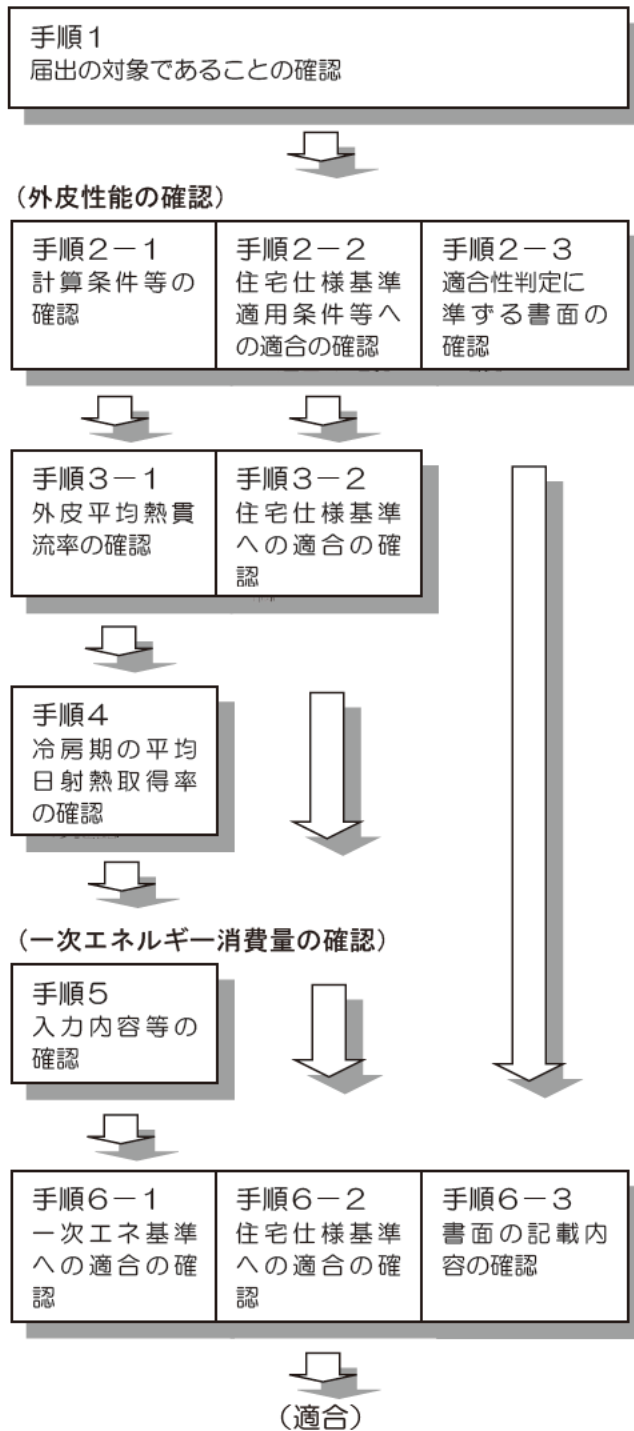 手順1
届出の対象であることの確認
(外皮性能の確認)
手順2-1
計算条件等の
確認
手順2-2
住宅仕様基準
適用条件等へ
の適合の確認
手順2-3
適合性判定に
準ずる書面の
確認
手順3-1
外皮平均熱貫
流率の確認
手順3-2
住宅仕様基準
への適合の確
認
手順4
冷房期の平均
日射熱取得率
の確認
(一次エネルギー消費量の確認)
手順5
入力内容等の
確認
手順6-1
一次エネ基準
への適合の確
認
手順6-2
住宅仕様基準
への適合の確
認
手順6-3
書面の記載内
容の確認
(適合)